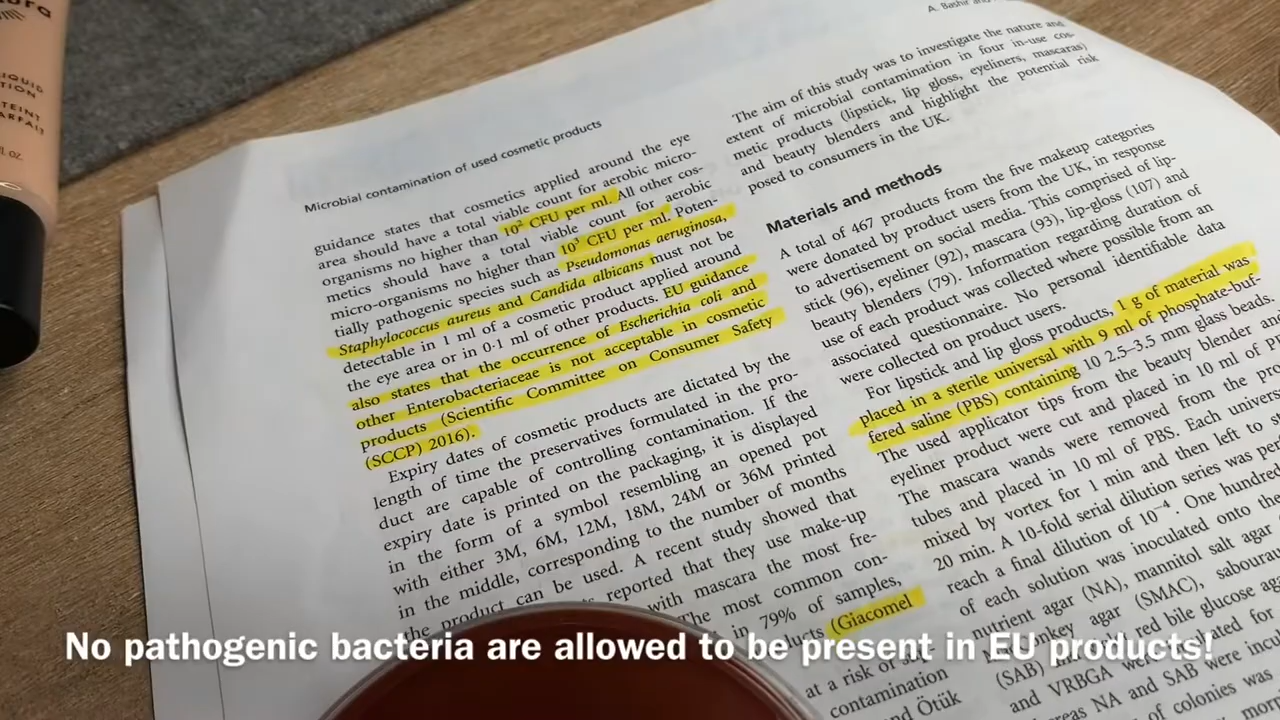 LIQUID
TEINT
A. Bashir and
Microbial contamination of used cosmetic products
guidance states that cosmetics applied around the eye
area should have a total viable count for aerobic micro-
organisms no higher than 10² CFU per ml. All other cos-
metics should have a total viable count for aerobic
micro-organisms no higher than 10³ CFU per ml. Poten-
tially pathogenic species such as Pseudomonas aeruginosa,
Staphylococcus aureus and Candida albicans must not be
detectable in 1 ml of a cosmetic product applied around
the eye area or in 0·1 ml of other products. EU guidance
also states that the occurrence of Escherichia coli and
other Enterobacteriaceae is not acceptable in cosmetic
products (Scientific Committee on Consumer Safety
(SCCP) 2016).
Expiry dates of cosmetic products are dictated by the
length of time the preservatives formulated in the pro-
duct are capable of controlling contamination. If the
expiry date is printed on the packaging, it is displayed
in the form of a symbol resembling an opened pot
with either 3M, 6M, 12M, 18M, 24M or 36M printed
in the middle, corresponding to the number of months
the product can be used. A recent study showed that
reported that they use make-up
with mascara the most fre-
The most common con-
in 79% of samples,
(Giacomel
at a risk of
contamination
nd Ötük
The aim of this study was to investigate the nature and
extent of microbial contamination in four in-use cos-
metic products (lipstick, lip gloss, eyeliners, mascaras)
and beauty blenders and highlight the potential risk
posed to consumers in the UK.
Materials and methods
A total of 467 products from the five makeup categories
were donated by product users from the UK, in response
to advertisement on social media. This comprised of lip-
stick (96), eyeliner (92), mascara (93), lip-gloss (107) and
beauty blenders (79). Information regarding duration of
use of each product was collected where possible from an
associated questionnaire. No personal identifiable data
were collected on product users.
For lipstick and lip gloss products, 1 g of material was
placed in a sterile universal with 9 ml of phosphate-buf-
fered saline (PBS) containing 10 2.5–3.5 mm glass beads.
The used applicator tips from the beauty blender and
eyeliner product were cut and placed in 10 ml of
The mascara wands were removed from the
tubes and placed in 10 ml of PBS. Each
mixed by vortex for 1 min and then left to
20 min. A 10-fold serial dilution series was
reach a final dilution of 10⁻⁴. One hundred
of each solution was inoculated onto
nutrient agar (NA), mannitol salt agar
agar (SMAC),
(SAB) red bile glucose
and VRBGA
NA and SAB were
of colonies was
No pathogenic bacteria are allowed to be present in EU products!